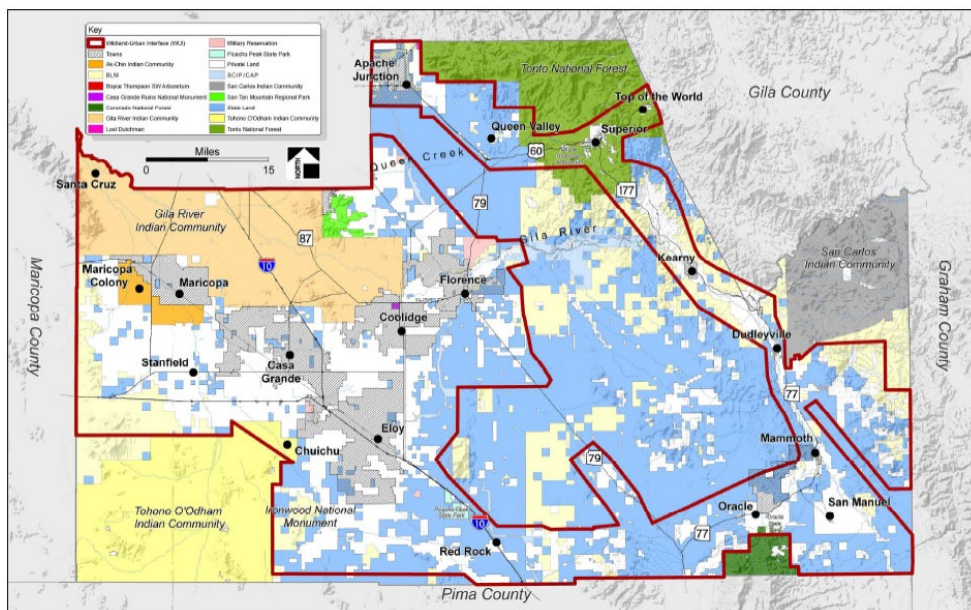 Key
Wildland-Urban Interface (WUI)
Towns
Ak-Chin Indian Community
BLM
Boyce Thompson SW Arboretum
Casa Grande Ruins National Monument
Coronado National Forest
Gila River Indian Community
Lost Dutchman
Military Reservation
Picacho Peak State Park
Private Land
SCIP/CAP
San Carlos Indian Community
San Tan Mountain Regional Park
State Land
Tohono O'Odham Indian Community
Tonto National Forest
Miles
0 15
NORTH
Apache
Junction
Tonto National Forest
Gila County
Top of the World
Queen Valley
Superior
60
Queen Creek
177
Santa Cruz
79
Gila River
Indian Community
87
Gila River
San Carlos
Indian Community
10
Kearny
Maricopa County
Graham County
Maricopa
Colony
Maricopa
Florence
Coolidge
Dudleyville
Stanfield
Casa
Grande
77
Eloy
Mammoth
Chuichu
79
Tohono O'Odham
Indian Community
Ironwood National
Monument
Picacho Peak
State Park
10
Oracle
San Manuel
Oracle
State
77
Red Rock
Pima County